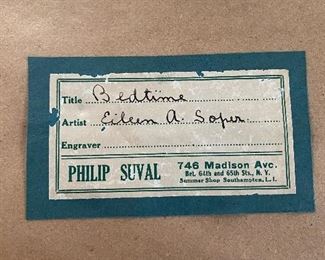 Title Bedtime
Artist Eileen A. Soper
Engraver
PHILIP SUVAL 746 Madison Ave.
Bet. 64th and 65th Sts., N. Y.
Summer Shop Southampton, L. I.